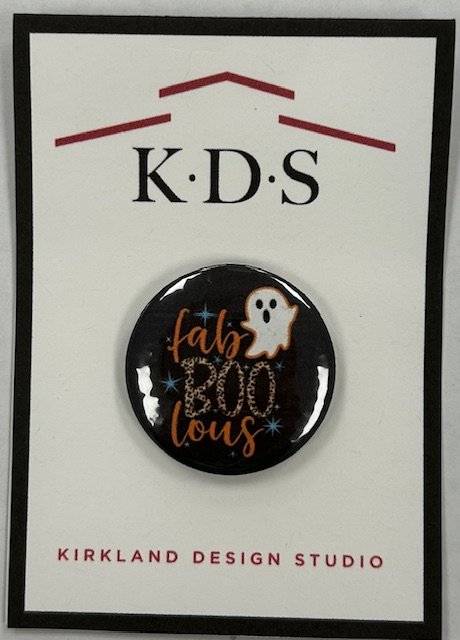 K·D·S
fab
BOO
lous
KIRKLAND DESIGN STUDIO